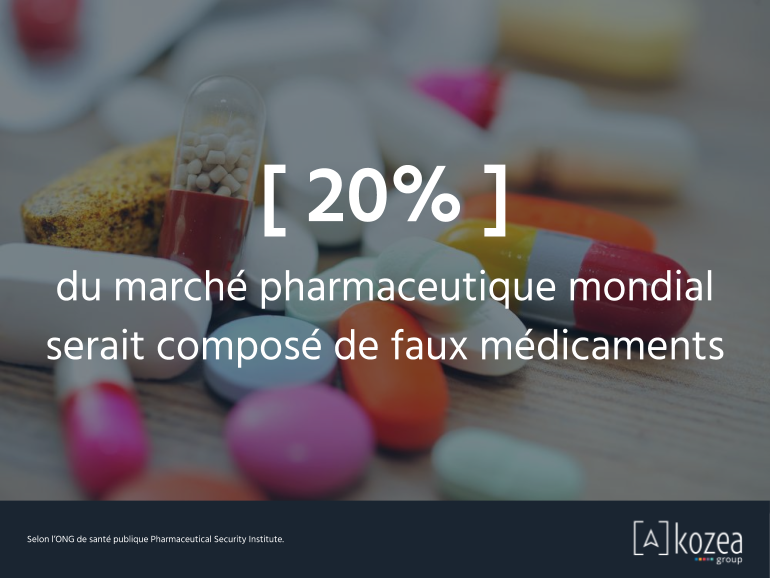 [ 20% ]
du marché pharmaceutique mondial
serait composé de faux médicaments
Selon l'ONG de santé publique Pharmaceutical Security Institute.
[A] kozea
group